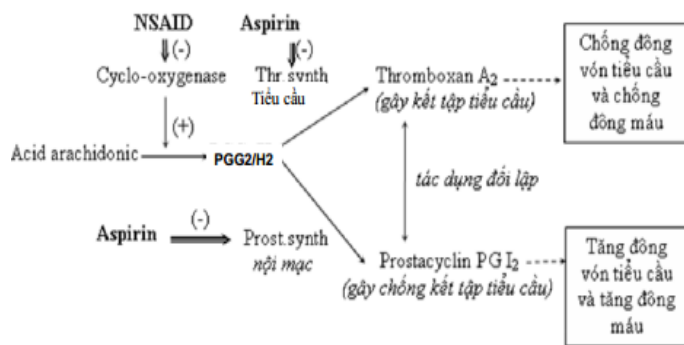 NSAID
Aspirin
(-)
(-)
Cyclo-oxygenase
Thr. synth
Tiểu cầu
Thromboxan A2
(gây kết tập tiểu cầu)
Chống đông
vón tiểu cầu
và chống
đông máu
(+)
Acid arachidonic
PGG2/H2
tác dụng đối lập
(-)
Aspirin
Prost. synth
nội mạc
Prostacyclin PG I2
(gây chống kết tập tiểu cầu)
Tăng đông
vón tiểu cầu
và tăng đông
máu